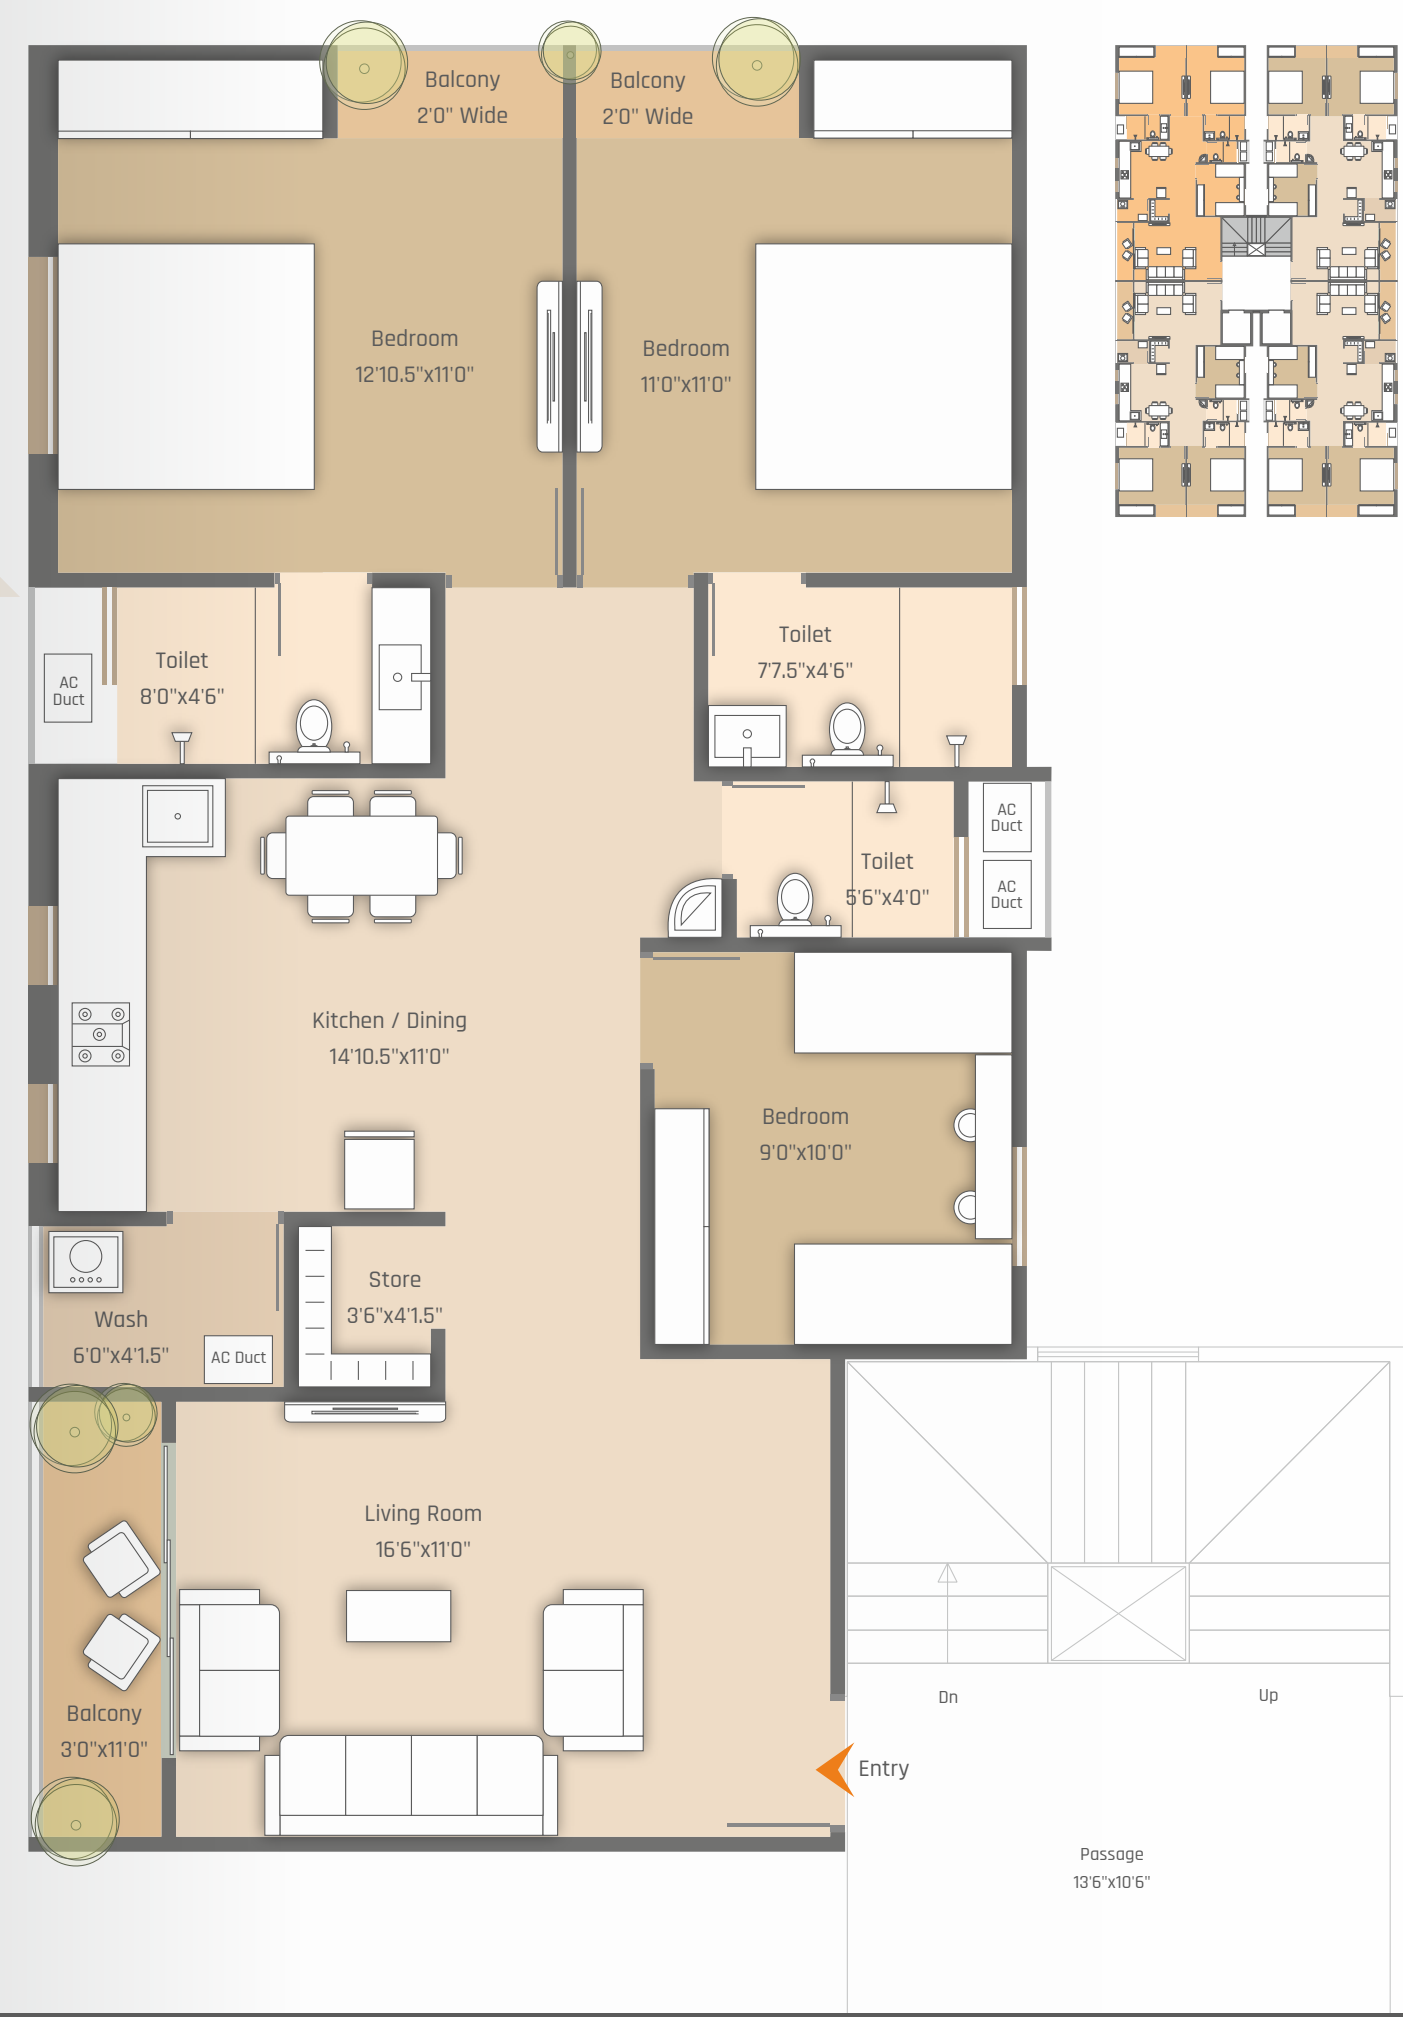 Balcony
2'0" Wide
Balcony
2'0" Wide
Bedroom
12'10.5"x11'0"
Bedroom
11'0"x11'0"
Toilet
7'7.5"x4'6"
Toilet
8'0"x4'6"
AC
Duct
AC
Duct
Toilet
5'6"x4'0"
AC
Duct
Kitchen / Dining
14'10.5"x11'0"
Bedroom
9'0"x10'0"
Store
3'6"x4'1.5"
Wash
6'0"x4'1.5"
AC Duct
Living Room
16'6"x11'0"
Balcony
3'0"x11'0"
Dn
Up
Entry
Passage
13'6"x10'6"